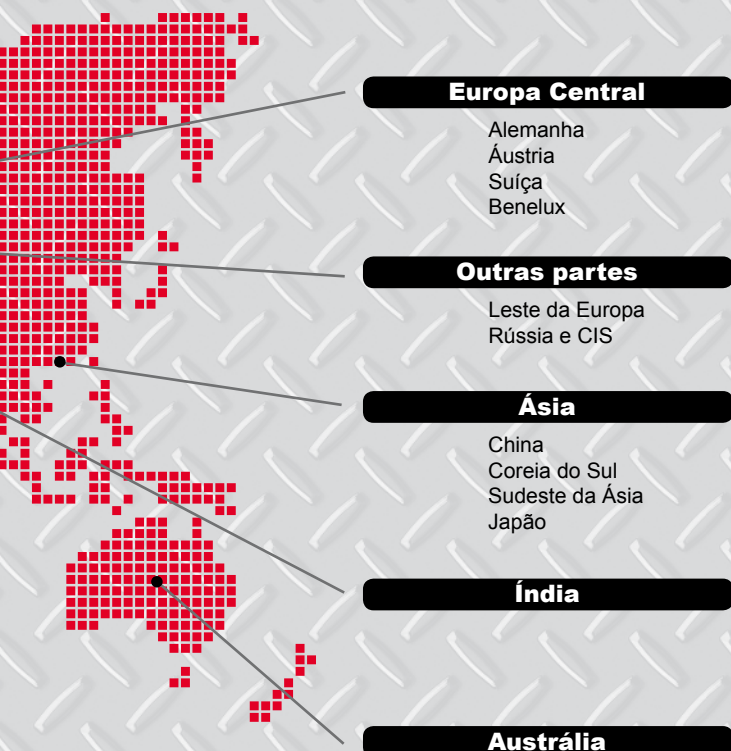 Europa Central
Alemanha
Áustria
Suíça
Benelux
Outras partes
Leste da Europa
Rússia e CIS
Ásia
China
Coreia do Sul
Sudeste da Ásia
Japão
Índia
Austrália